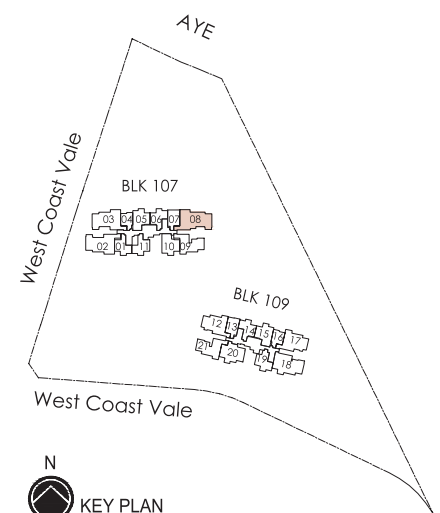 AYE
West Coast Vale
BLK 107
03 04 05 06 07 08
02 01 11 10 09
BLK 109
12 13 14 15 16 17
21 20 19 18
West Coast Vale
N
KEY PLAN